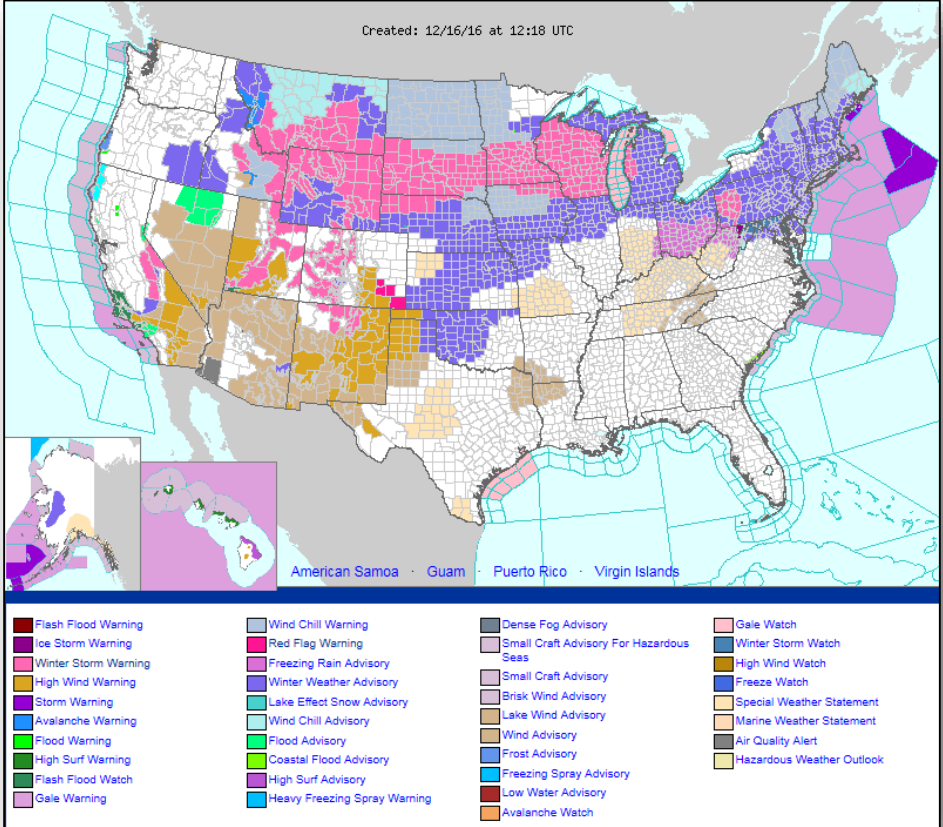 Created: 12/16/16 at 12:18 UTC
American Samoa · Guam · Puerto Rico · Virgin Islands
Flash Flood Warning
Ice Storm Warning
Winter Storm Warning
High Wind Warning
Storm Warning
Avalanche Warning
Flood Warning
High Surf Warning
Flash Flood Watch
Gale Warning
Wind Chill Warning
Red Flag Warning
Freezing Rain Advisory
Winter Weather Advisory
Lake Effect Snow Advisory
Wind Chill Advisory
Flood Advisory
Coastal Flood Advisory
High Surf Advisory
Heavy Freezing Spray Warning
Dense Fog Advisory
Small Craft Advisory For Hazardous
Seas
Small Craft Advisory
Brisk Wind Advisory
Lake Wind Advisory
Wind Advisory
Frost Advisory
Freezing Spray Advisory
Low Water Advisory
Avalanche Watch
Gale Watch
Winter Storm Watch
High Wind Watch
Freeze Watch
Special Weather Statement
Marine Weather Statement
Air Quality Alert
Hazardous Weather Outlook